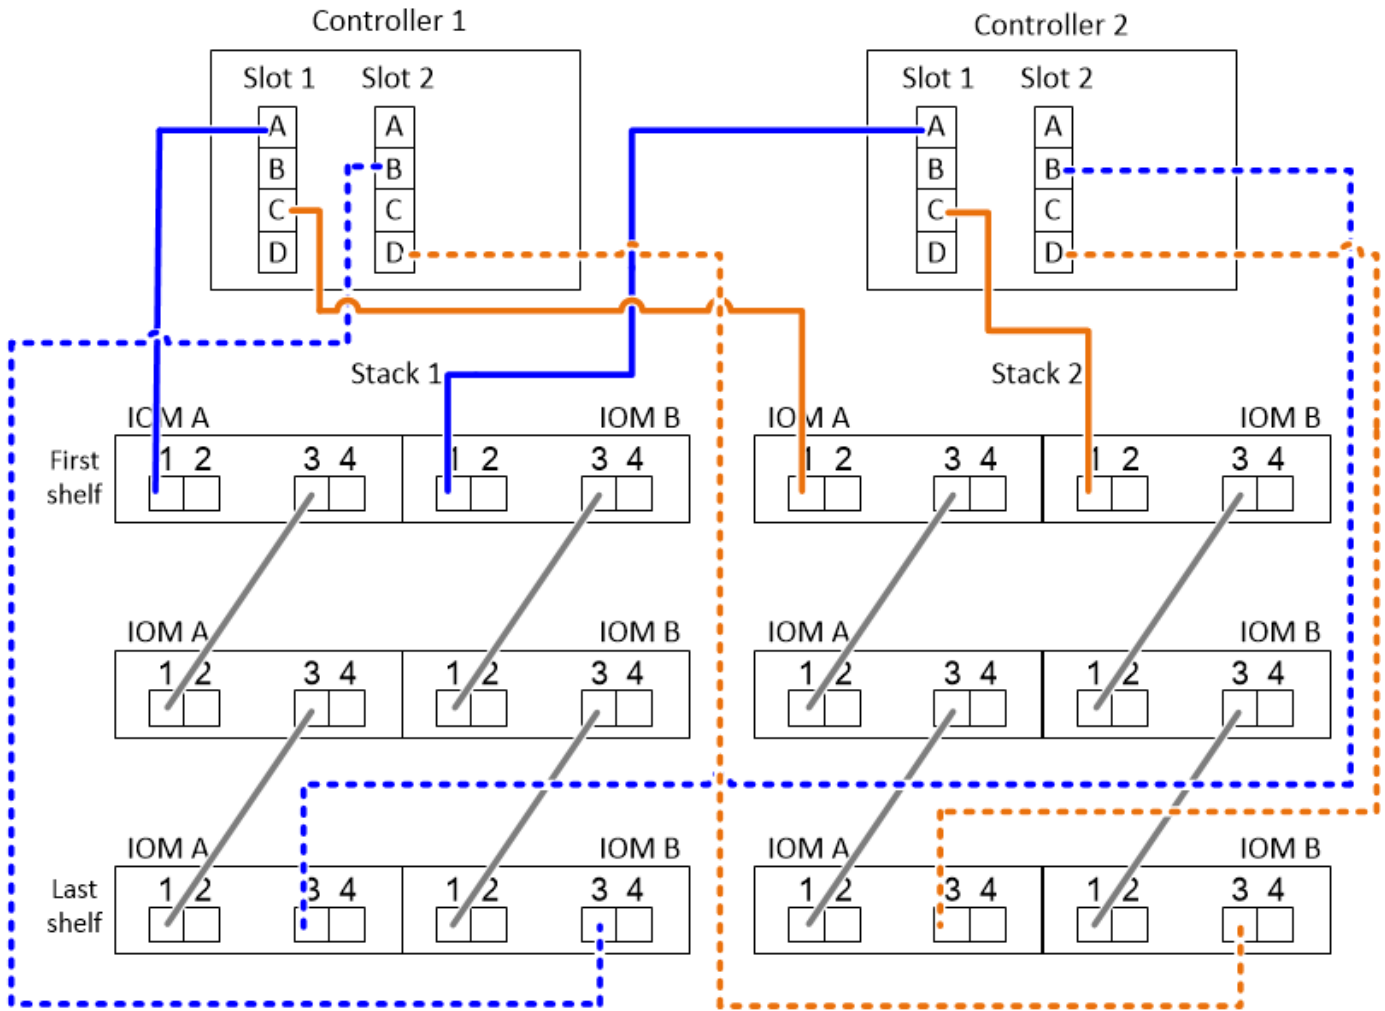 Controller 1
Controller 2
Slot 1 Slot 2
Slot 1 Slot 2
A A
B B
C C
D D
A A
B B
C C
D D
Stack 1
Stack 2
IOM A IOM B
IOM A IOM B
First
shelf
1 2 3 4 1 2 3 4
1 2 3 4 1 2 3 4
IOM A IOM B
IOM A IOM B
1 2 3 4 1 2 3 4
1 2 3 4 1 2 3 4
IOM A IOM B
IOM A IOM B
Last
shelf
1 2 3 4 1 2 3 4
1 2 3 4 1 2 3 4